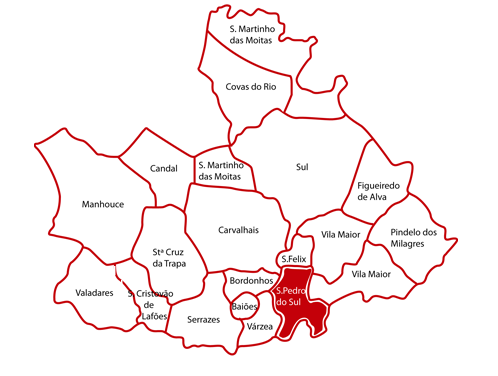 S. Martinho
das Moitas
Covas do Rio
Candal
S. Martinho
das Moitas
Sul
Figueiredo
de Alva
Manhouce
Carvalhais
Vila Maior
Pindelo dos
Milagres
Stª Cruz
da Trapa
S.Felix
Vila Maior
Bordonhos
Valadares
S. Cristovão
de
Lafões
S.Pedro
do Sul
Baiões
Serrazes
Várzea